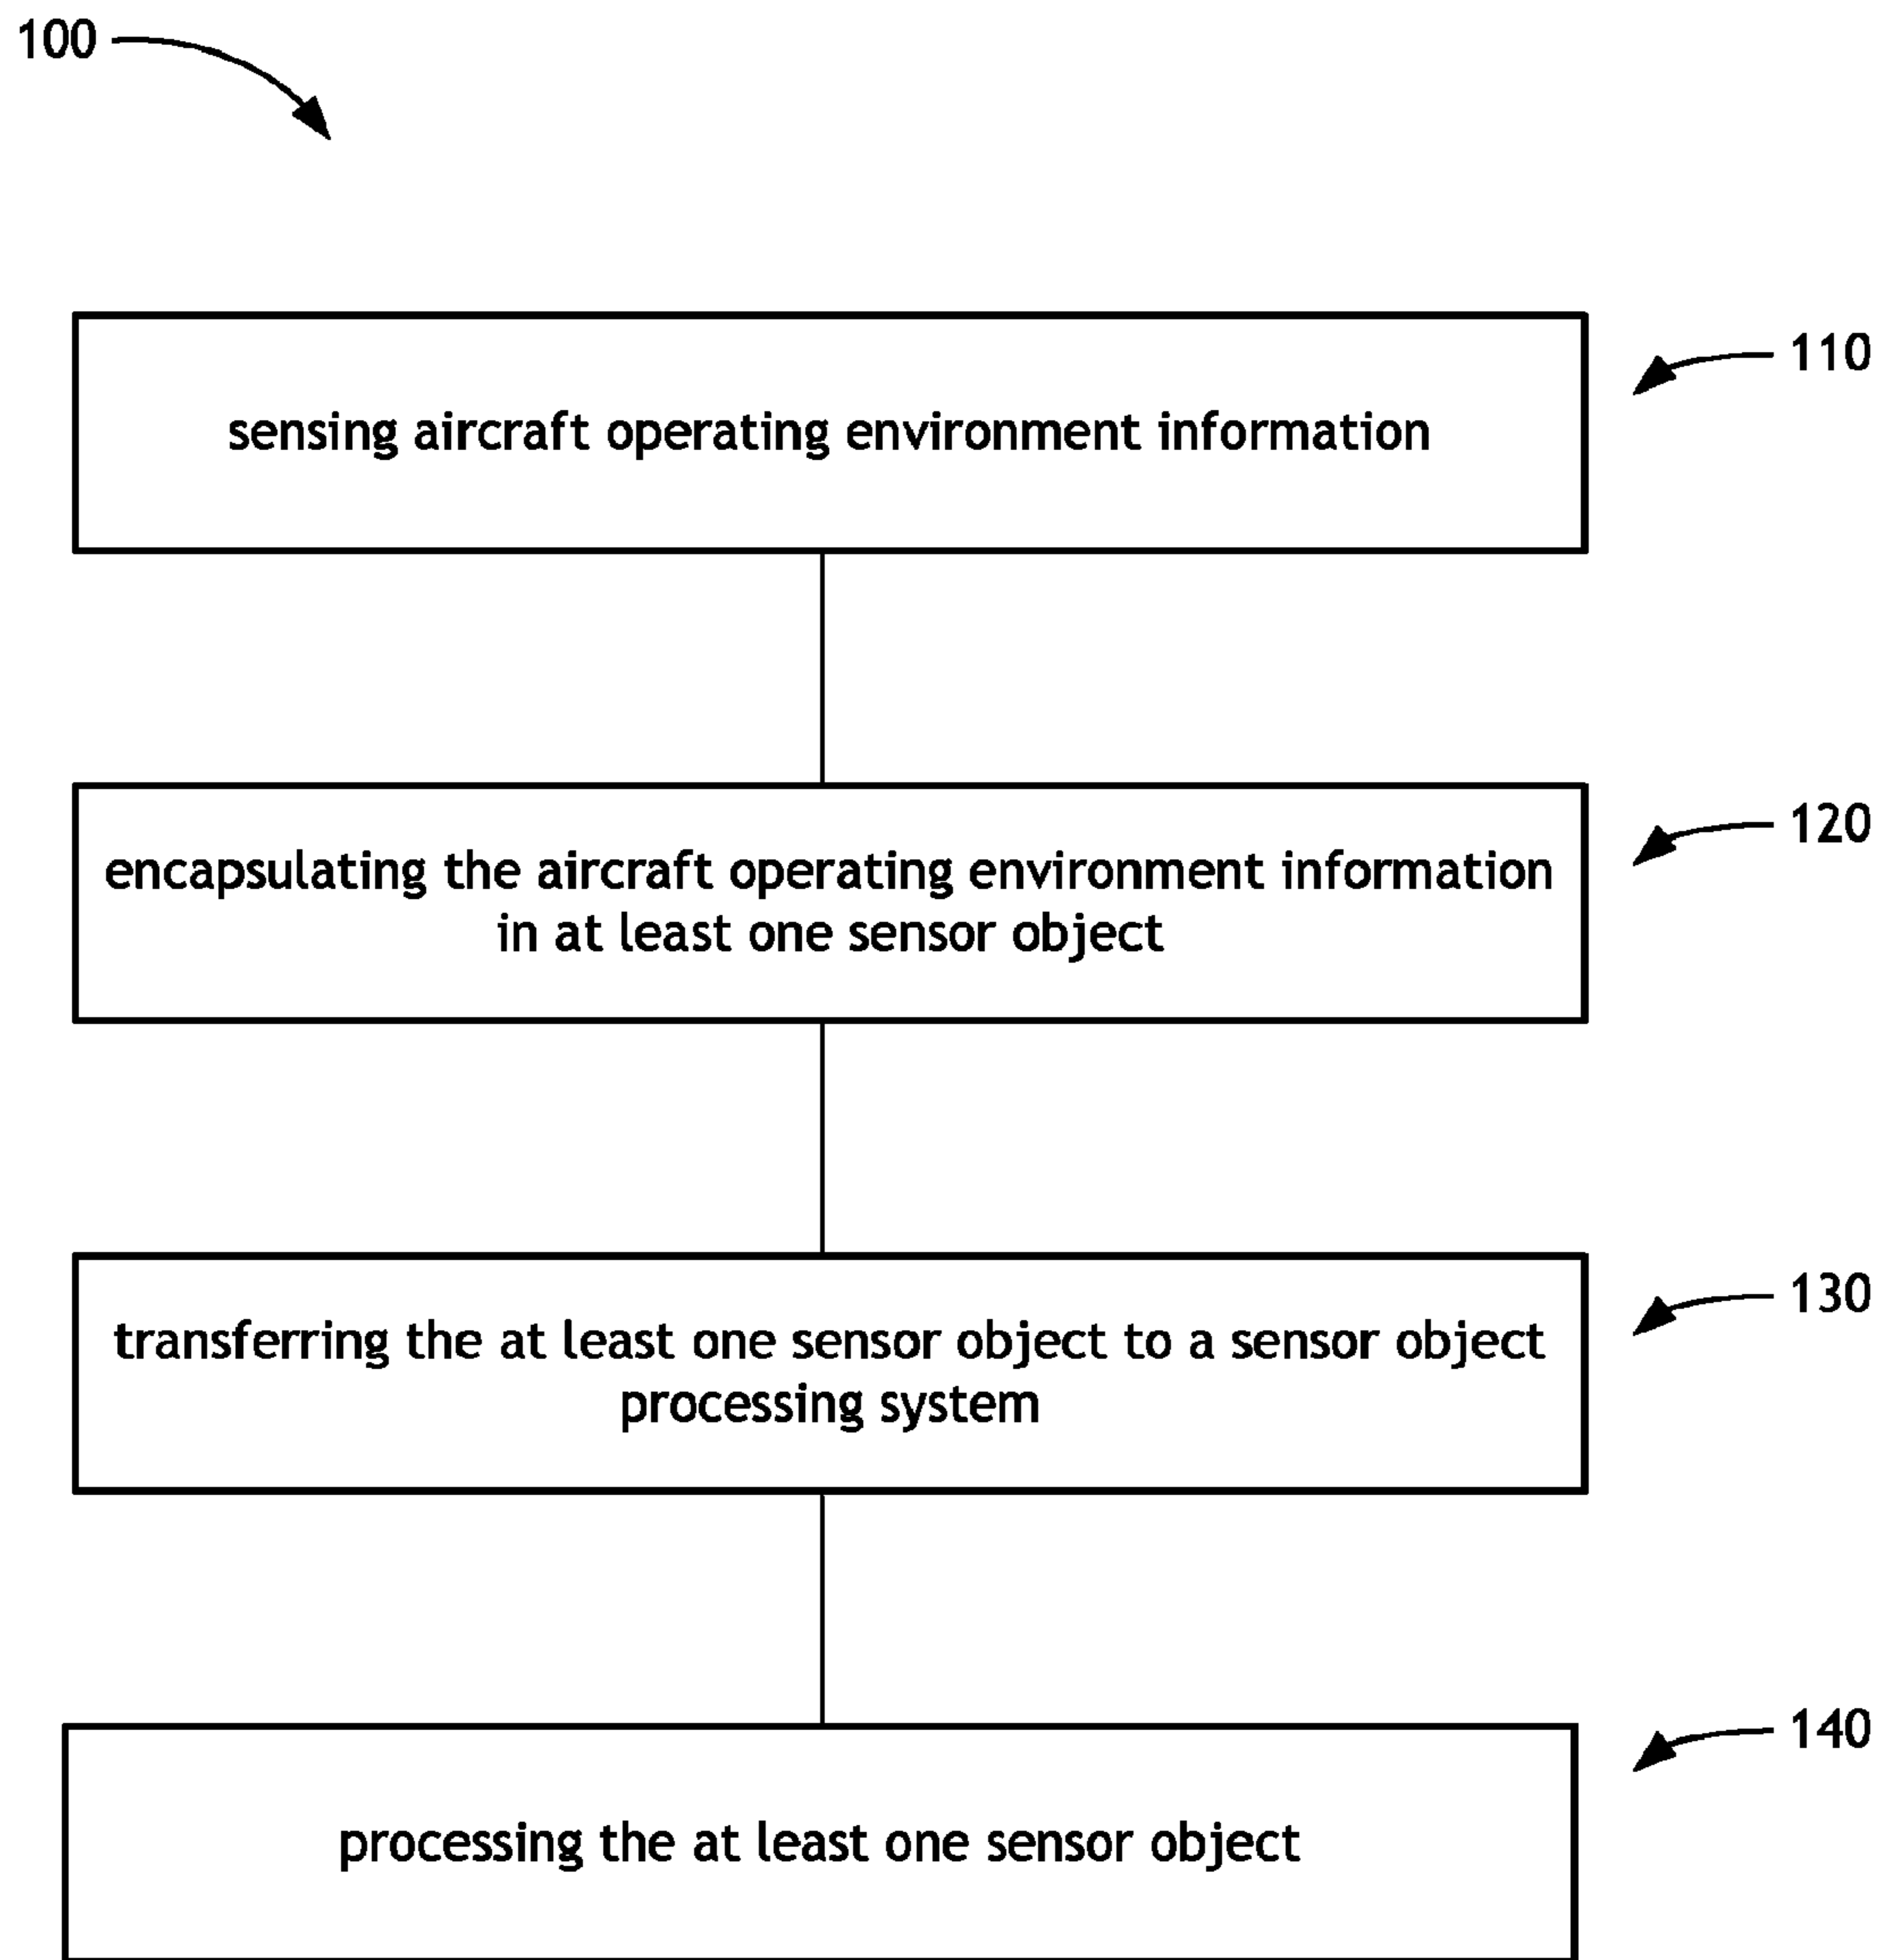 100
110
sensing aircraft operating environment information
120
encapsulating the aircraft operating environment information
in at least one sensor object
130
transferring the at least one sensor object to a sensor object
processing system
140
processing the at least one sensor object